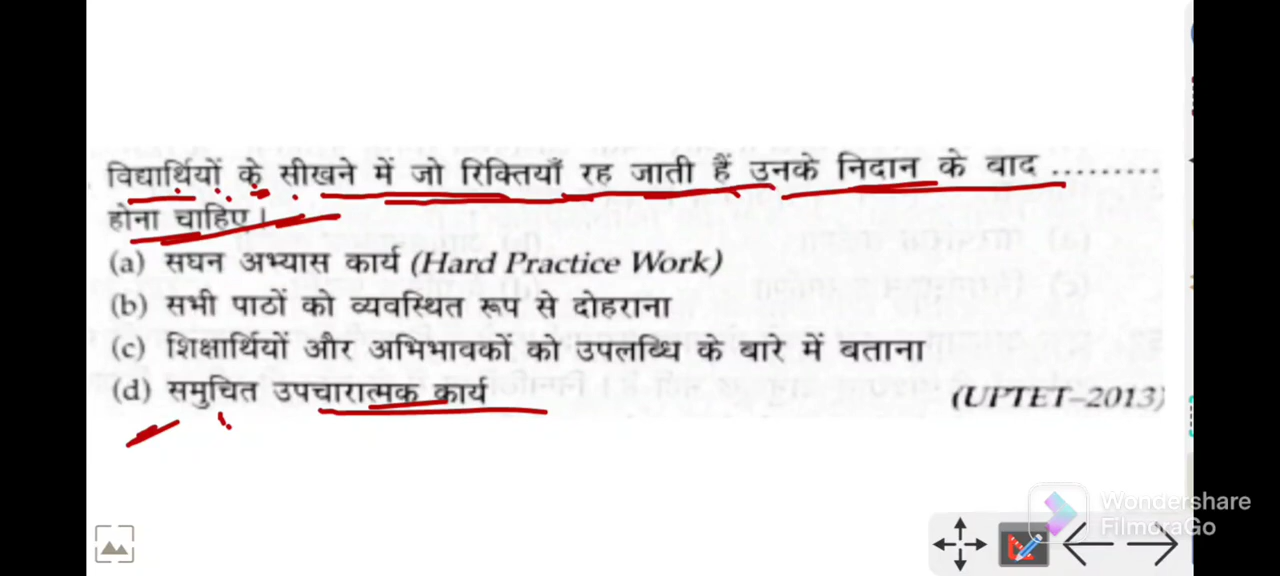 विद्यार्थियों के सीखने में जो रिक्तियाँ रह जाती हैं उनके निदान के बाद .........
होना चाहिए।
(a) सघन अभ्यास कार्य (Hard Practice Work)
(b) सभी पाठों को व्यवस्थित रूप से दोहराना
(c) शिक्षार्थियों और अभिभावकों को उपलब्धि के बारे में बताना
(d) समुचित उपचारात्मक कार्य
(UPTET–2013)
Wondershare
FilmoraGo